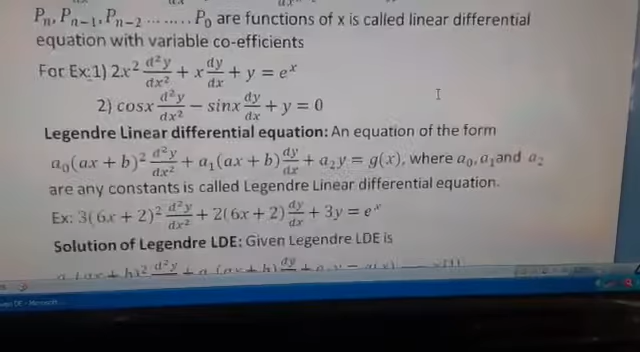 Pₙ, Pₙ₋₁, Pₙ₋₂ ........ P₀ are functions of x is called linear differential
equation with variable co-efficients
For Ex:1) 2x² d²y/dx² + x dy/dx + y = eˣ
2) cosx d²y/dx² − sinx dy/dx + y = 0
Legendre Linear differential equation: An equation of the form
a₀(ax + b)² d²y/dx² + a₁(ax + b) dy/dx + a₂y = g(x), where a₀, a₁and a₂
are any constants is called Legendre Linear differential equation.
Ex: 3(6x + 2)² d²y/dx² + 2(6x + 2) dy/dx + 3y = eˣ
Solution of Legendre LDE: Given Legendre LDE is